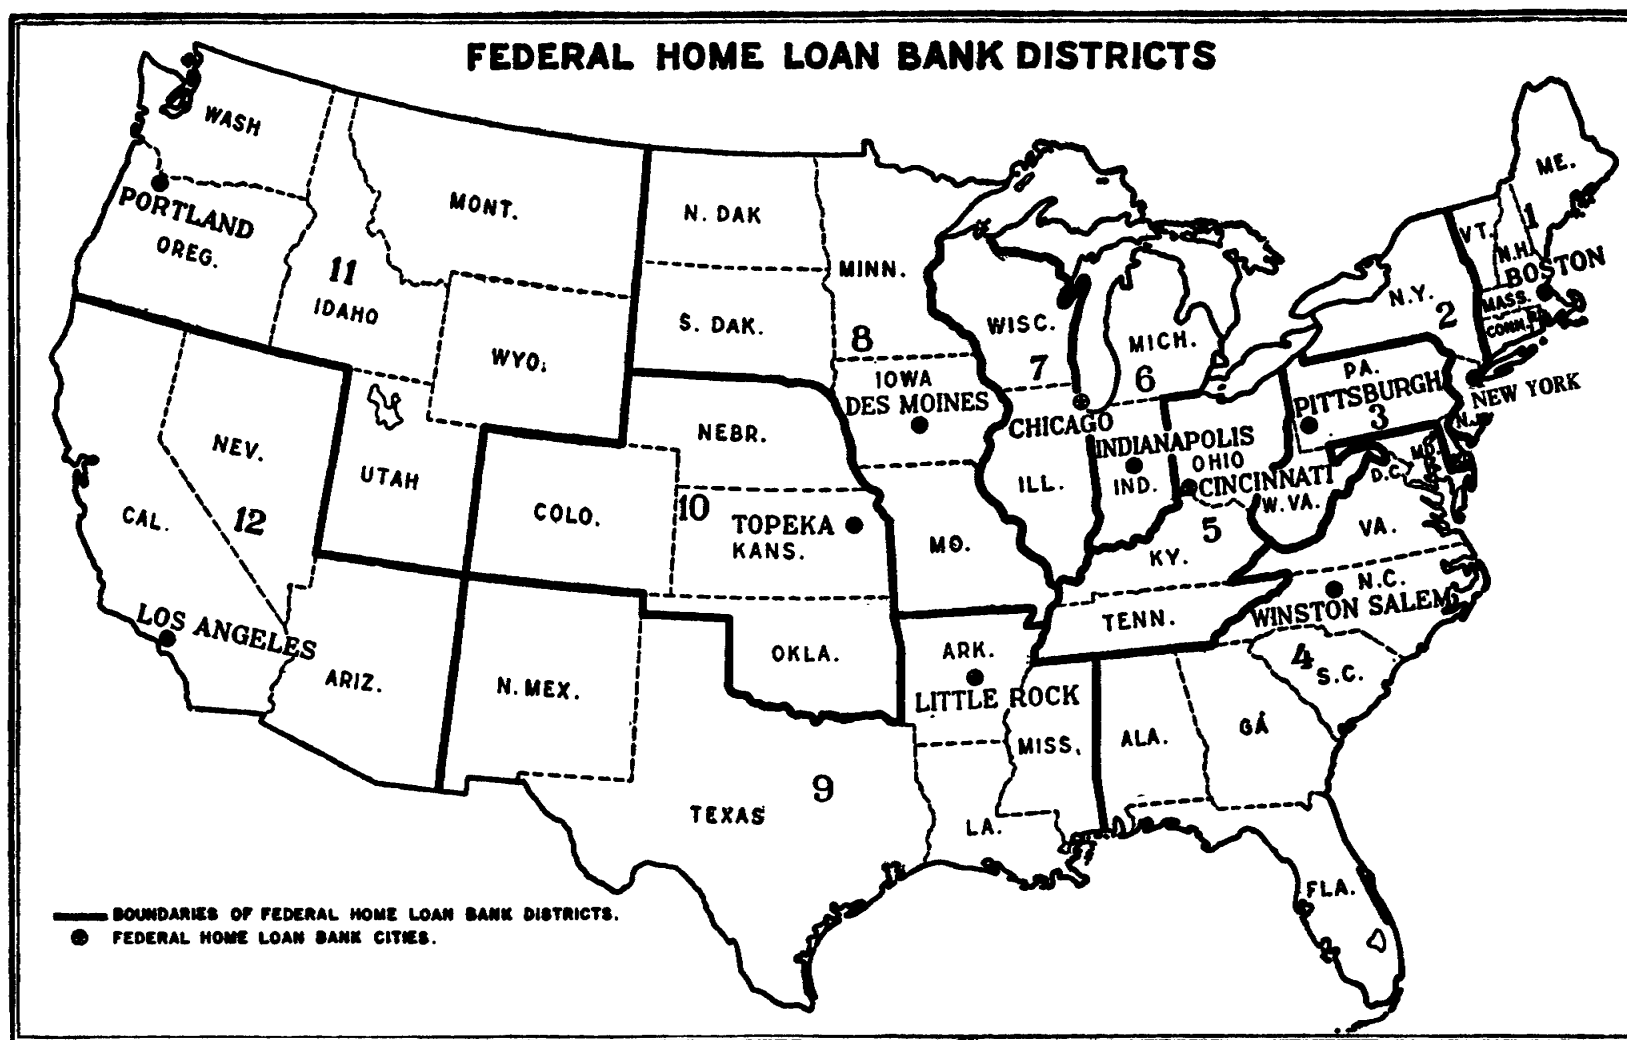 FEDERAL HOME LOAN BANK DISTRICTS
WASH
PORTLAND
OREG.
MONT.
11
IDAHO
WYO.
N. DAK
S. DAK.
MINN.
8
IOWA
DES MOINES
WISC.
7
CHICAGO
MICH.
6
ME.
1
VT.
N.H.
BOSTON
MASS.
CONN.
N.Y.
2
NEW YORK
PA.
PITTSBURGH
3
N.J.
MD.
D.C.
INDIANAPOLIS
IND.
OHIO
CINCINNATI
W. VA.
5
KY.
VA.
ILL.
NEBR.
10
TOPEKA
KANS.
MO.
COLO.
UTAH
NEV.
12
CAL.
LOS ANGELES
ARIZ.
N. MEX.
OKLA.
ARK.
LITTLE ROCK
TENN.
N.C.
WINSTON SALEM
4
S.C.
GA
ALA.
MISS.
LA.
9
TEXAS
FLA.
BOUNDARIES OF FEDERAL HOME LOAN BANK DISTRICTS.
FEDERAL HOME LOAN BANK CITIES.